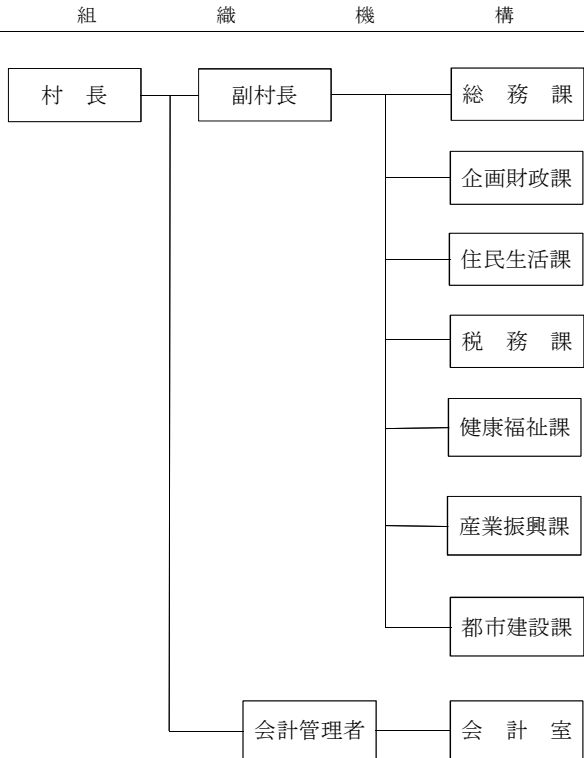 組　織　機　構
村　長
副村長
総　務　課
企画財政課
住民生活課
税　務　課
健康福祉課
産業振興課
都市建設課
会計管理者
会　計　室